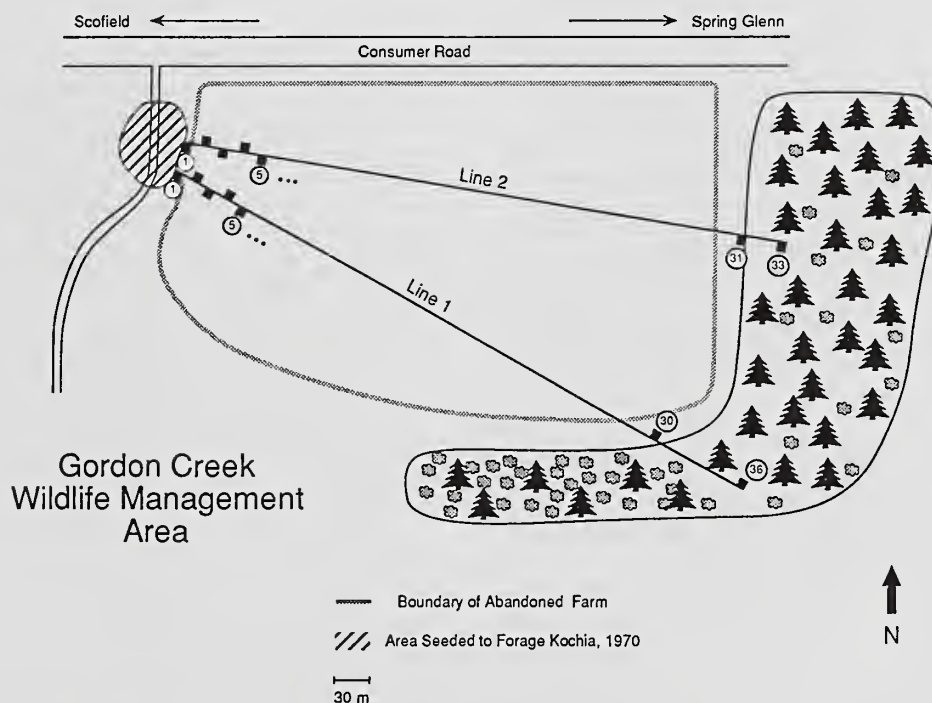 Scofield
Spring Glenn
Consumer Road
1
5
...
Line 2
1
5
...
31
33
Line 1
30
36
Gordon Creek
Wildlife Management
Area
Boundary of Abandoned Farm
Area Seeded to Forage Kochia, 1970
30 m
N